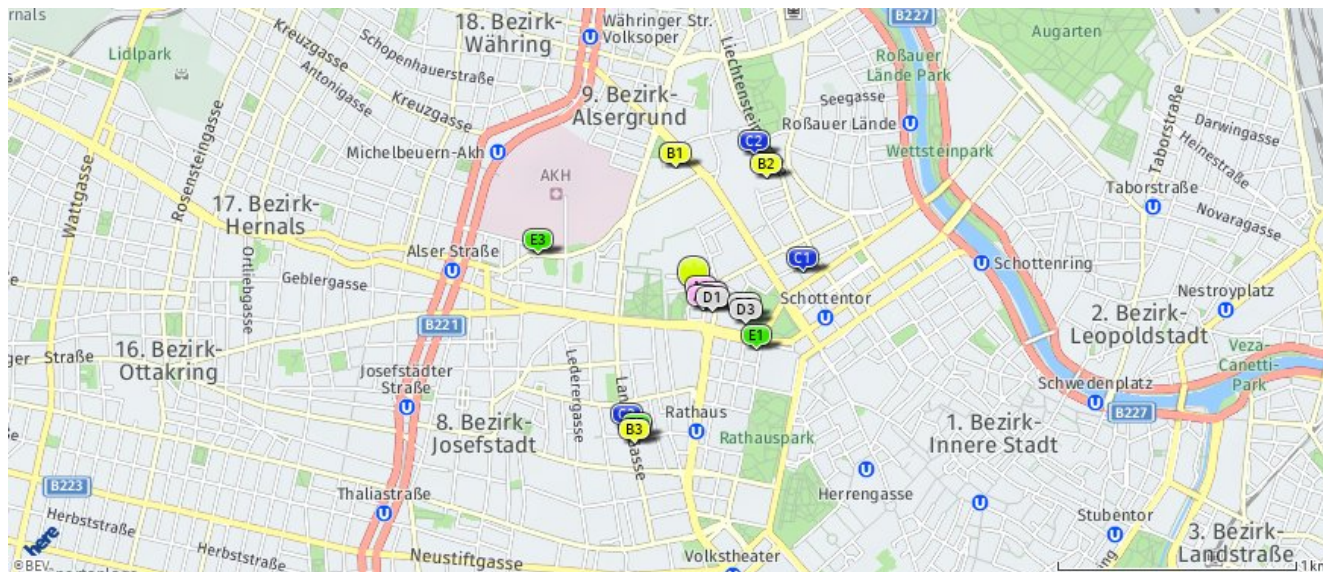 rnals
Lidlpark
Kreuzgasse
Schopenhauerstraße
Antonigasse
Kreuzgasse
18. Bezirk-
Währing
Währinger Str.
Volksoper
9. Bezirk-
Alsergrund
B227
Augarten
Roßauer
Lände Park
Seegasse
Roßauer Lände
Wettsteinpark
Taborstraße
Darwingasse
Heinestraße
Taborstraße
Novaragasse
Michelbeuern-Akh
AKH
B1
C2
B2
Wattgasse
Rosensteingasse
17. Bezirk-
Hernals
Ortliebgasse
Alser Straße
Geblergasse
E3
C1
D1
D3
E1
Schottentor
Schottenring
Nestroyplatz
2. Bezirk-
Leopoldstadt
Veza-
Canetti-
Park
B221
Straße
16. Bezirk-
Ottakring
Josefstädter
Straße
Lederergasse
8. Bezirk-
Josefstadt
B3
Rathaus
Rathauspark
1. Bezirk-
Innere Stadt
Schwedenplatz
B227
B223
Thaliastraße
Herbststraße
Herbststraße
Neustiftgasse
Volkstheater
Herrengasse
Stubentor
3. Bezirk-
Landstraße
here
©BEV
1km